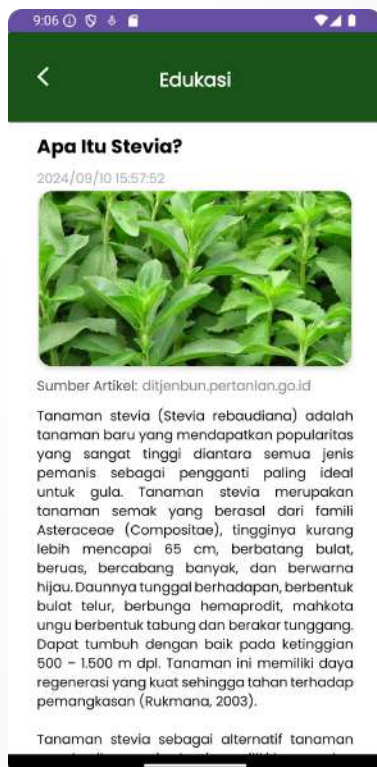 9:06
Edukasi
Apa Itu Stevia?
2024/09/10 15:57:52
Sumber Artikel: ditjenbun.pertanian.go.id
Tanaman stevia (Stevia rebaudiana) adalah
tanaman baru yang mendapatkan popularitas
yang sangat tinggi diantara semua jenis
pemanis sebagai pengganti paling ideal
untuk gula. Tanaman stevia merupakan
tanaman semak yang berasal dari famili
Asteraceae (Compositae), tingginya kurang
lebih mencapai 65 cm, berbatang bulat,
beruas, bercabang banyak, dan berwarna
hijau. Daunnya tunggal berhadapan, berbentuk
bulat telur, berbunga hemaprodit, mahkota
ungu berbentuk tabung dan berakar tunggang.
Dapat tumbuh dengan baik pada ketinggian
500 – 1.500 m dpl. Tanaman ini memiliki daya
regenerasi yang kuat sehingga tahan terhadap
pemangkasan (Rukmana, 2003).
Tanaman stevia sebagai alternatif tanaman